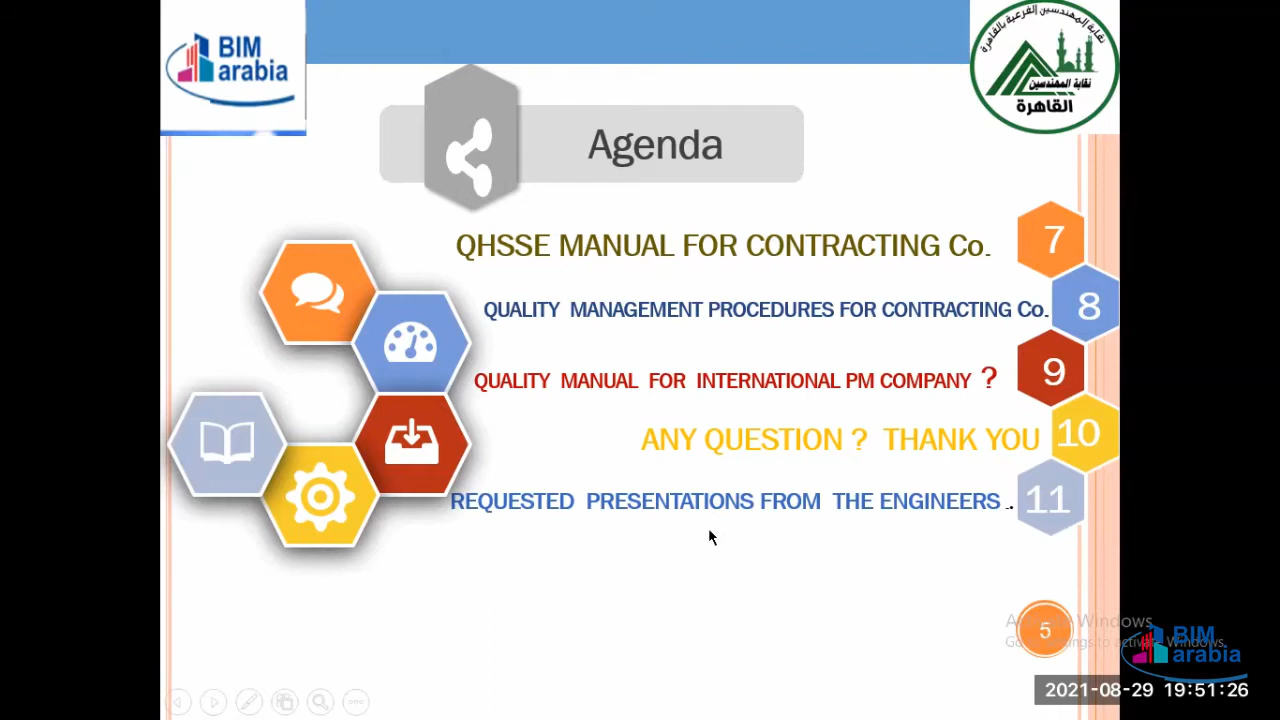 BIM
arabia
نقابة المهندسين الفرعية بالقاهرة
نقابة المهندسين
القاهرة
Agenda
QHSSE MANUAL FOR CONTRACTING Co.
7
QUALITY MANAGEMENT PROCEDURES FOR CONTRACTING Co.
8
QUALITY MANUAL FOR INTERNATIONAL PM COMPANY ?
9
ANY QUESTION ? THANK YOU
10
REQUESTED PRESENTATIONS FROM THE ENGINEERS ..
11
5
Windows
BIM
arabia
2021-08-29 19:51:26